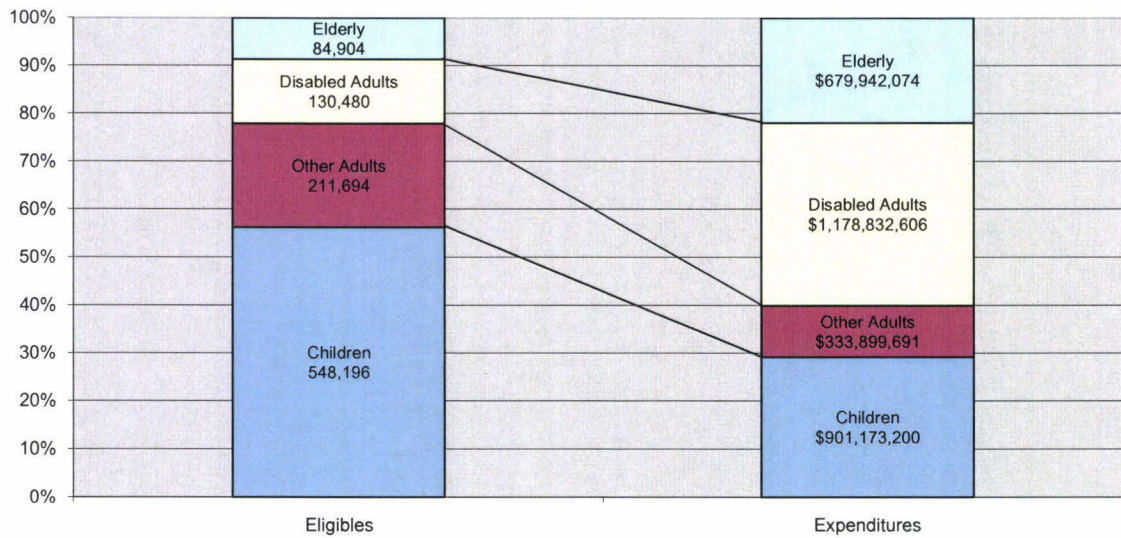 100%
90%
80%
70%
60%
50%
40%
30%
20%
10%
0%
Elderly
84,904
Disabled Adults
130,480
Other Adults
211,694
Children
548,196
Elderly
$679,942,074
Disabled Adults
$1,178,832,606
Other Adults
$333,899,691
Children
$901,173,200
Eligibles
Expenditures